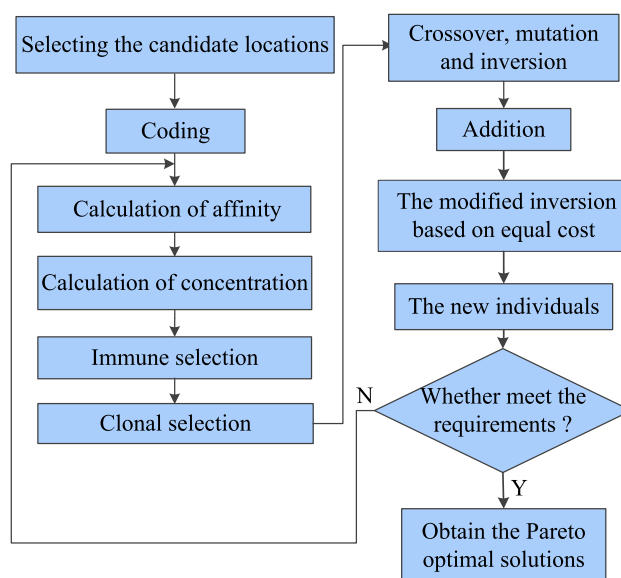 Selecting the candidate locations
Coding
Calculation of affinity
Calculation of concentration
Immune selection
Clonal selection
Crossover, mutation
and inversion
Addition
The modified inversion
based on equal cost
The new individuals
Whether meet the
requirements ?
N
Y
Obtain the Pareto
optimal solutions